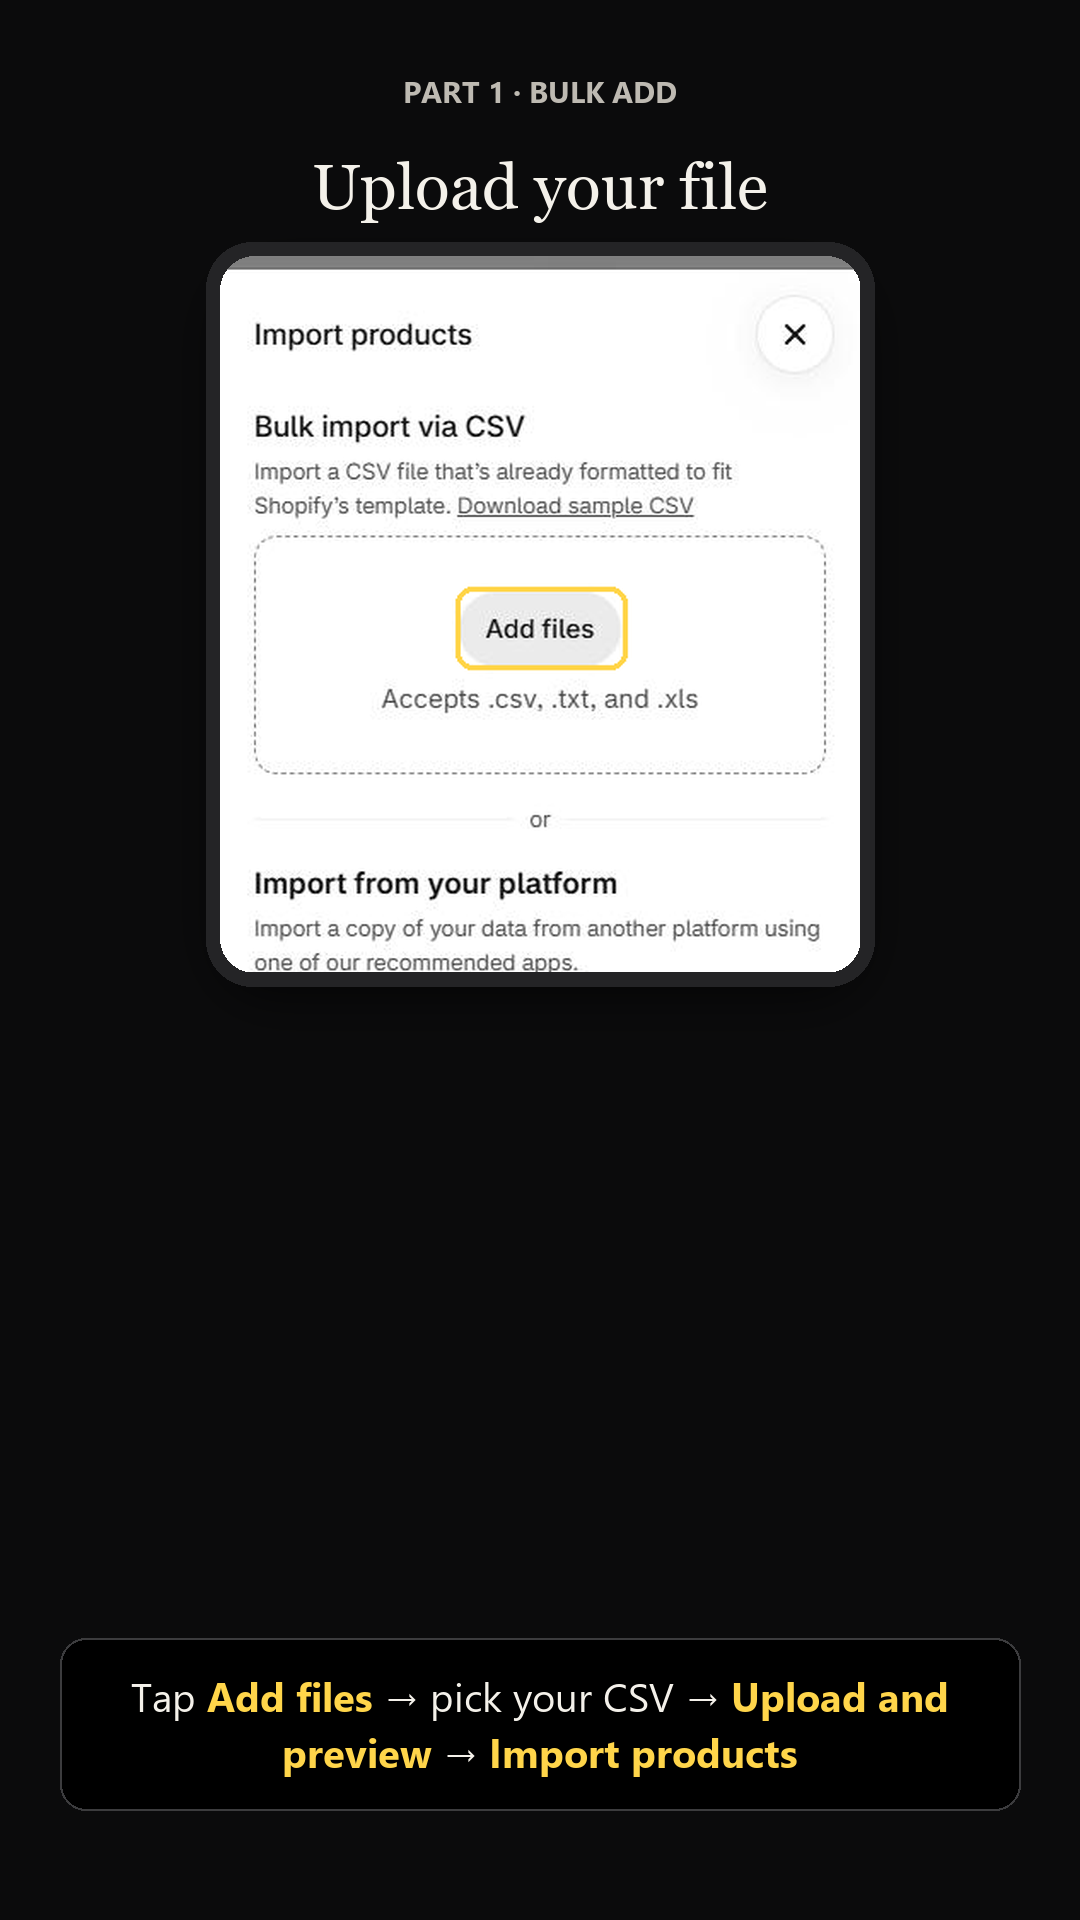 PART 1 · BULK ADD
Upload your file
Import products
Bulk import via CSV
Import a CSV file that's already formatted to fit
Shopify's template. Download sample CSV
Add files
Accepts .csv, .txt, and .xls
or
Import from your platform
Import a copy of your data from another platform using
one of our recommended apps.
Tap Add files → pick your CSV → Upload and
preview → Import products